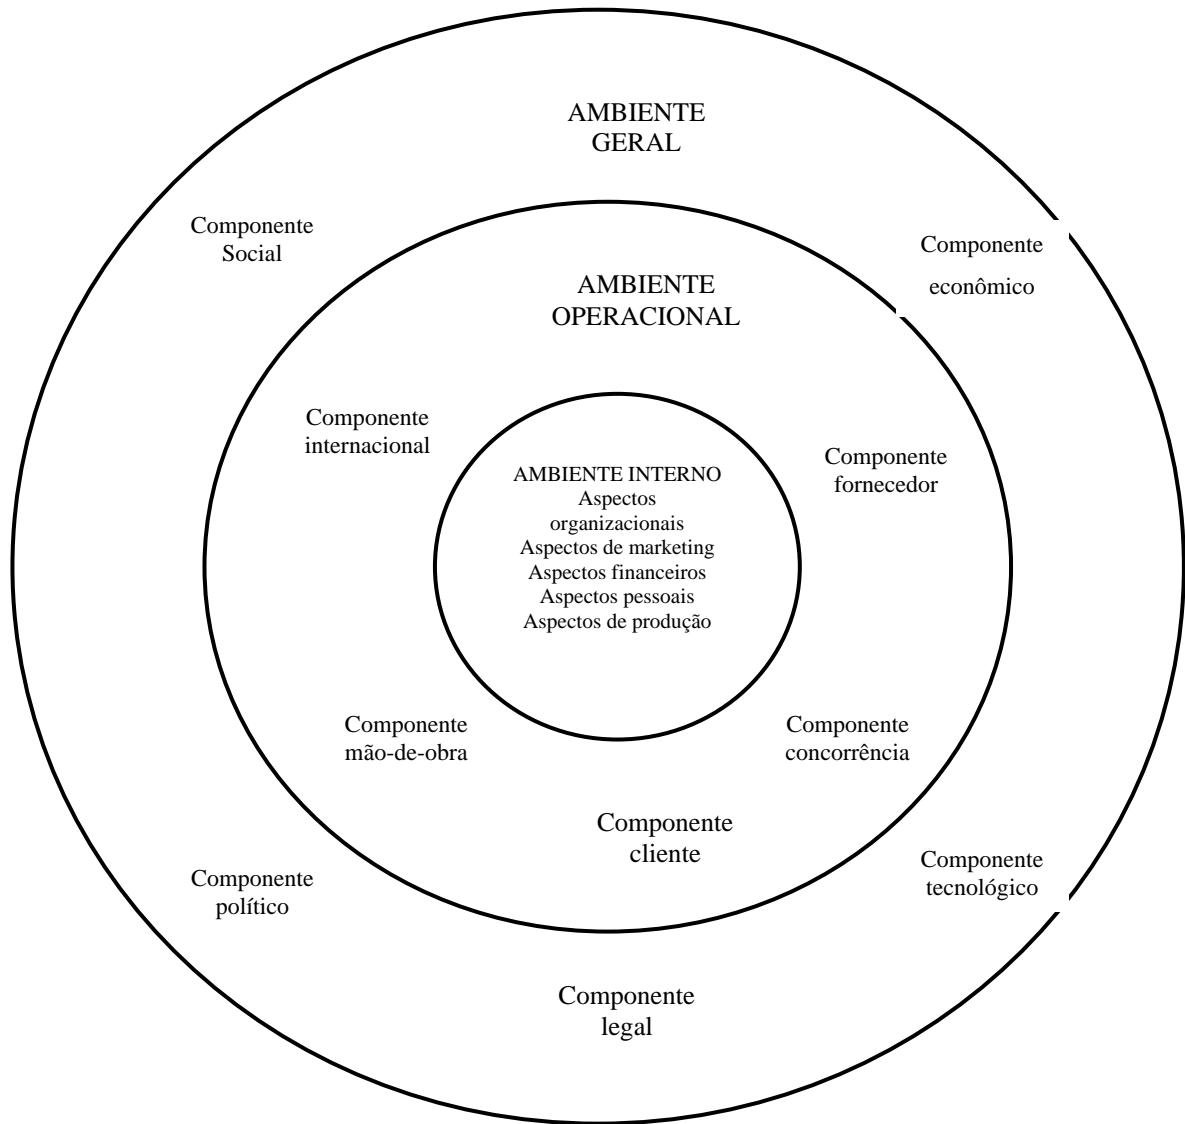 AMBIENTE
GERAL
Componente
Social
Componente
econômico
AMBIENTE
OPERACIONAL
Componente
internacional
Componente
fornecedor
AMBIENTE INTERNO
Aspectos
organizacionais
Aspectos de marketing
Aspectos financeiros
Aspectos pessoais
Aspectos de produção
Componente
mão-de-obra
Componente
concorrência
Componente
cliente
Componente
político
Componente
tecnológico
Componente
legal